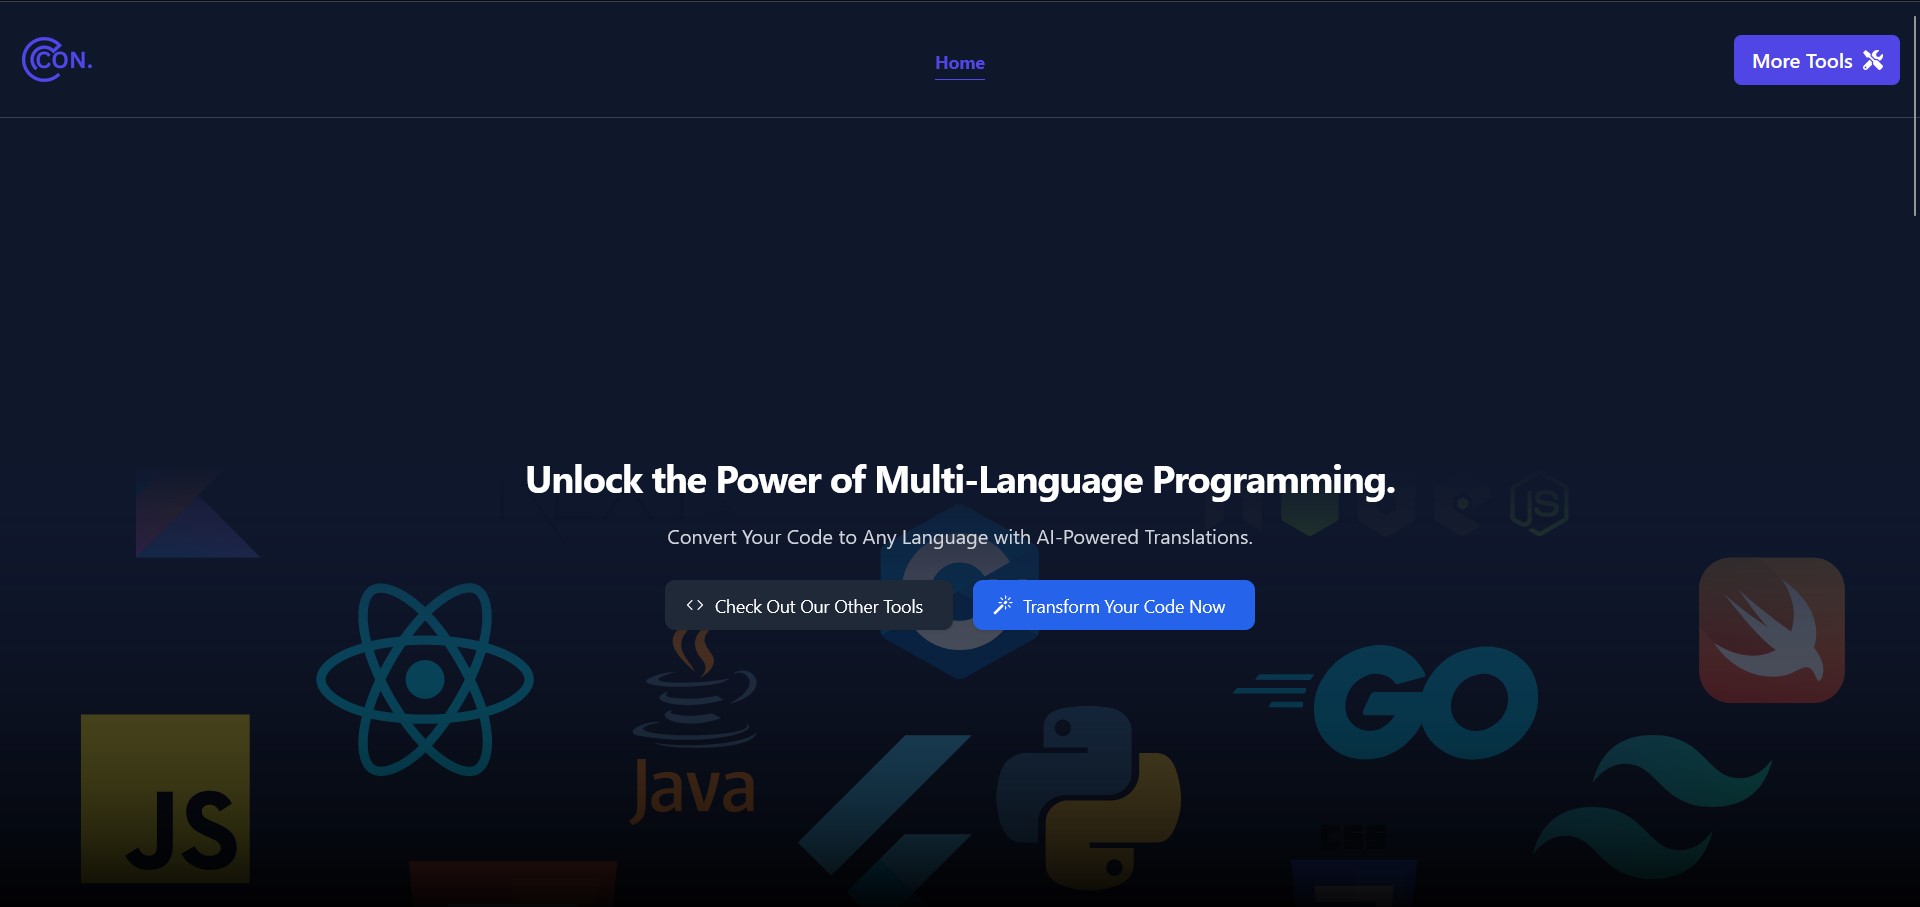 CCON.
Home
More Tools
Unlock the Power of Multi-Language Programming.
Convert Your Code to Any Language with AI-Powered Translations.
Check Out Our Other Tools
Transform Your Code Now
JS
GO
Java
JS